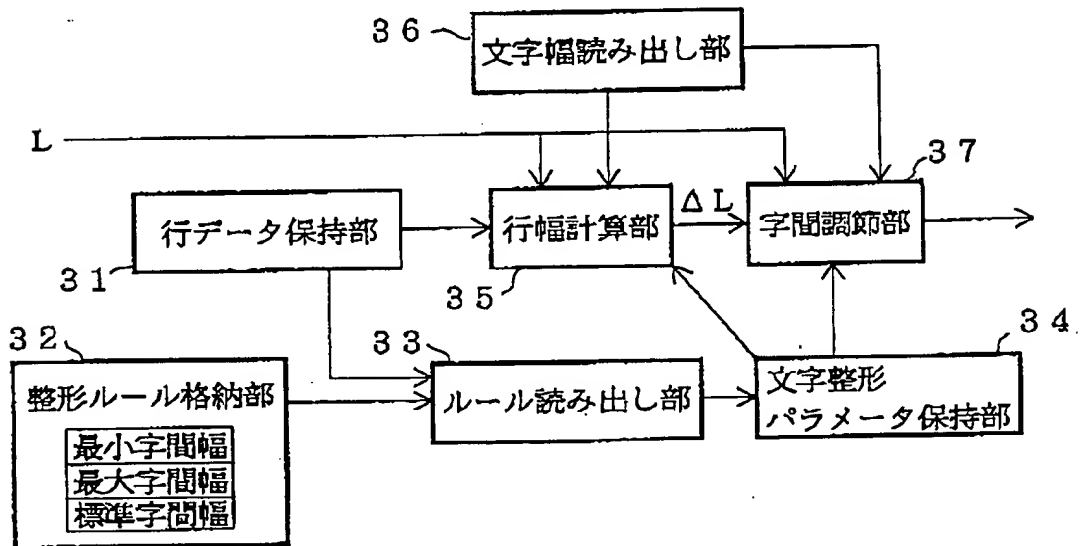 36
文字幅読み出し部
L
37
行データ保持部
行幅計算部
ΔL
字間調節部
31
35
32
33
34
整形ルール格納部
ルール読み出し部
文字整形
パラメータ保持部
最小字間幅
最大字間幅
標準字間幅